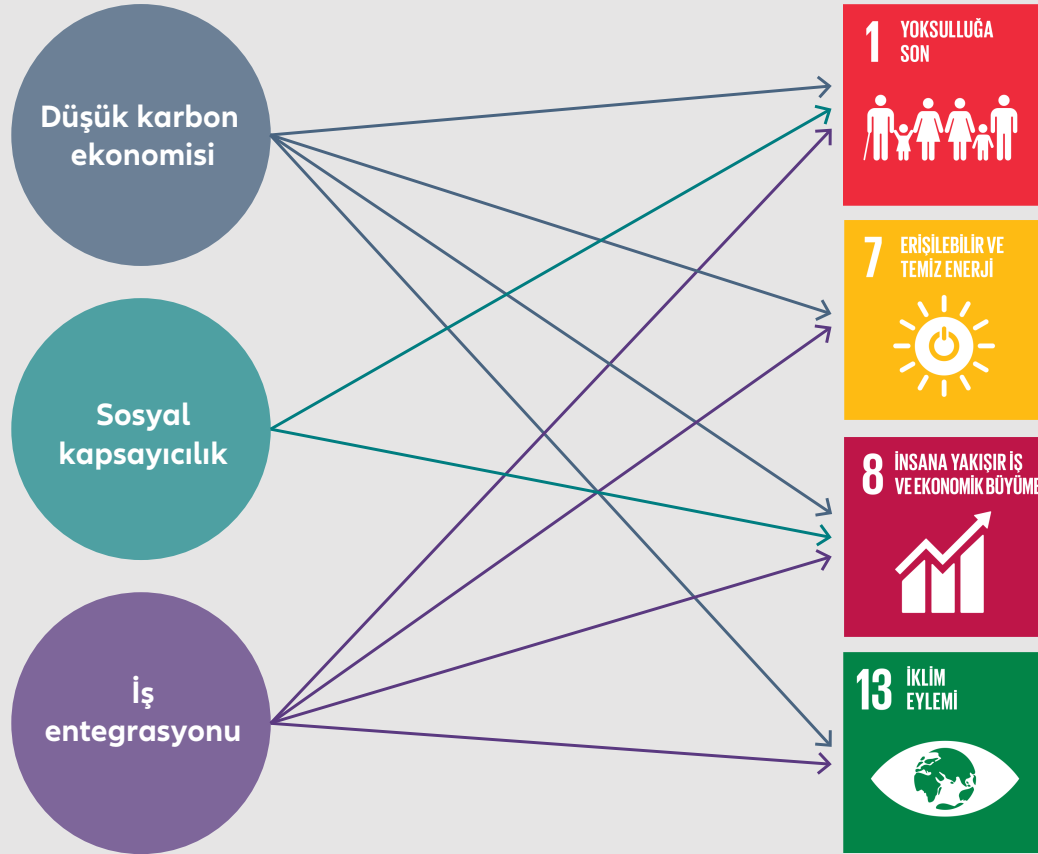 Düşük karbon
ekonomisi
Sosyal
kapsayıcılık
İş
entegrasyonu
1 YOKSULLUĞA
SON
7 ERİŞİLEBİLİR VE
TEMİZ ENERJİ
8 İNSANA YAKIŞIR İŞ
VE EKONOMİK BÜYÜME
13 İKLİM
EYLEMİ